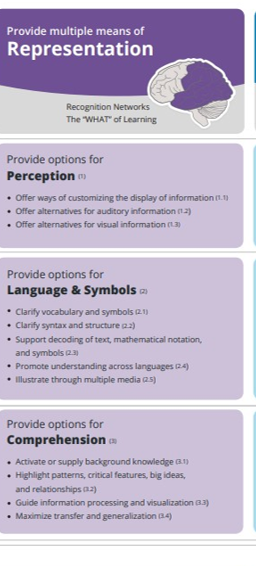 Provide multiple means of
Representation
Recognition Networks
The "WHAT" of Learning
Provide options for
Perception (1)
• Offer ways of customizing the display of information (1.1)
• Offer alternatives for auditory information (1.2)
• Offer alternatives for visual information (1.3)
Provide options for
Language & Symbols (2)
• Clarify vocabulary and symbols (2.1)
• Clarify syntax and structure (2.2)
• Support decoding of text, mathematical notation,
and symbols (2.3)
• Promote understanding across languages (2.4)
• Illustrate through multiple media (2.5)
Provide options for
Comprehension (3)
• Activate or supply background knowledge (3.1)
• Highlight patterns, critical features, big ideas,
and relationships (3.2)
• Guide information processing and visualization (3.3)
• Maximize transfer and generalization (3.4)